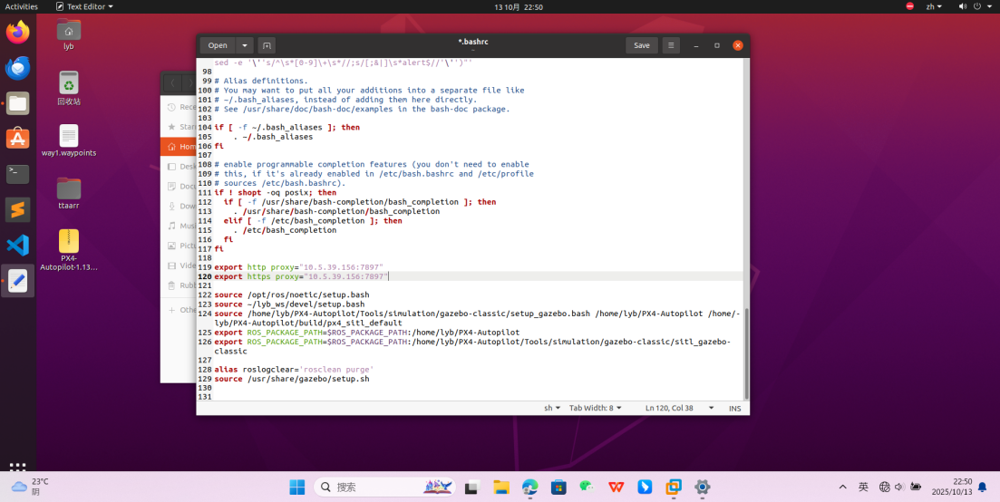 Activities
Text Editor
13 10月 22:50
zh
lyb
回收站
way1.waypoints
ttaarr
PX4-
Autopilot-1.13...
Open
*.bashrc
~
Save
Rece
Starr
Hom
Desk
Docu
Dow
Musi
Pictu
Vide
Rubb
Othe
sed -e '\''s/^\s*[0-9]\+\s*//;s/[;&|]\s*alert$//'\'')"'
98
99 # Alias definitions.
100 # You may want to put all your additions into a separate file like
101 # ~/.bash_aliases, instead of adding them here directly.
102 # See /usr/share/doc/bash-doc/examples in the bash-doc package.
103
104 if [ -f ~/.bash_aliases ]; then
105 . ~/.bash_aliases
106 fi
107
108 # enable programmable completion features (you don't need to enable
109 # this, if it's already enabled in /etc/bash.bashrc and /etc/profile
110 # sources /etc/bash.bashrc).
111 if ! shopt -oq posix; then
112 if [ -f /usr/share/bash-completion/bash_completion ]; then
113 . /usr/share/bash-completion/bash_completion
114 elif [ -f /etc/bash_completion ]; then
115 . /etc/bash_completion
116 fi
117 fi
118
119 export http_proxy="10.5.39.156:7897"
120 export https_proxy="10.5.39.156:7897"
121
122 source /opt/ros/noetic/setup.bash
123 source ~/lyb_ws/devel/setup.bash
124 source /home/lyb/PX4-Autopilot/Tools/simulation/gazebo-classic/setup_gazebo.bash /home/lyb/PX4-Autopilot /home/-
lyb/PX4-Autopilot/build/px4_sitl_default
125 export ROS_PACKAGE_PATH=$ROS_PACKAGE_PATH:/home/lyb/PX4-Autopilot
126 export ROS_PACKAGE_PATH=$ROS_PACKAGE_PATH:/home/lyb/PX4-Autopilot/Tools/simulation/gazebo-classic/sitl_gazebo-
classic
127
128 alias roslogclear='rosclean purge'
129 source /usr/share/gazebo/setup.sh
130
131
sh
Tab Width: 8
Ln 120, Col 38
INS
23°C
阴
搜索
英
22:50
2025/10/13